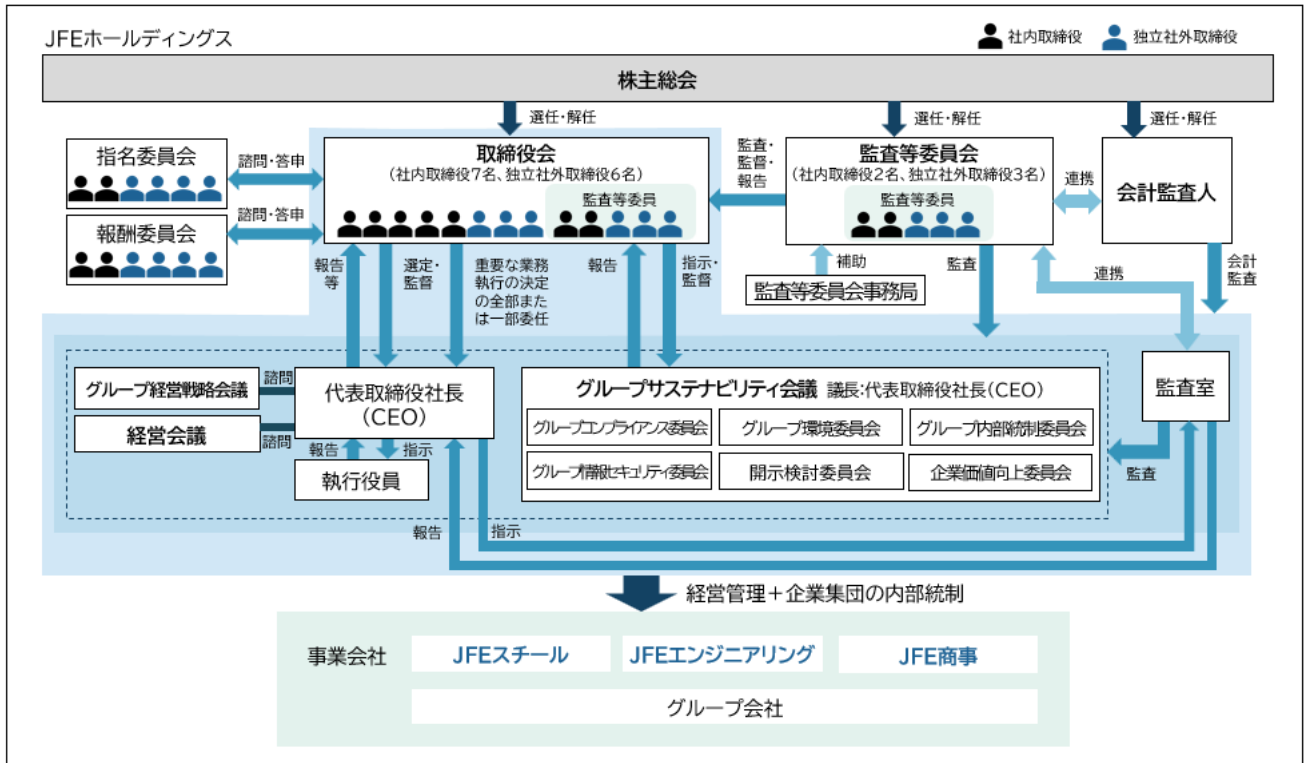 JFEホールディングス
社内取締役
独立社外取締役
株主総会
選任・解任
選任・解任
選任・解任
指名委員会
諮問・答申
報酬委員会
諮問・答申
取締役会
(社内取締役7名、独立社外取締役6名)
監査等委員
監査・
監督・
報告
監査等委員会
(社内取締役2名、独立社外取締役3名)
監査等委員
連携
会計監査人
報告
等
選定・
監督
重要な業務
執行の決定
の全部また
は一部委任
報告
指示・
監督
補助
監査等委員会事務局
監査
連携
会計
監査
グループ経営戦略会議
諮問
経営会議
諮問
代表取締役社長
(CEO)
報告
指示
執行役員
グループサステナビリティ会議 議長:代表取締役社長(CEO)
グループコンプライアンス委員会
グループ環境委員会
グループ内部統制委員会
グループ情報セキュリティ委員会
開示検討委員会
企業価値向上委員会
監査室
監査
報告
指示
経営管理+企業集団の内部統制
事業会社
JFEスチール
JFEエンジニアリング
JFE商事
グループ会社